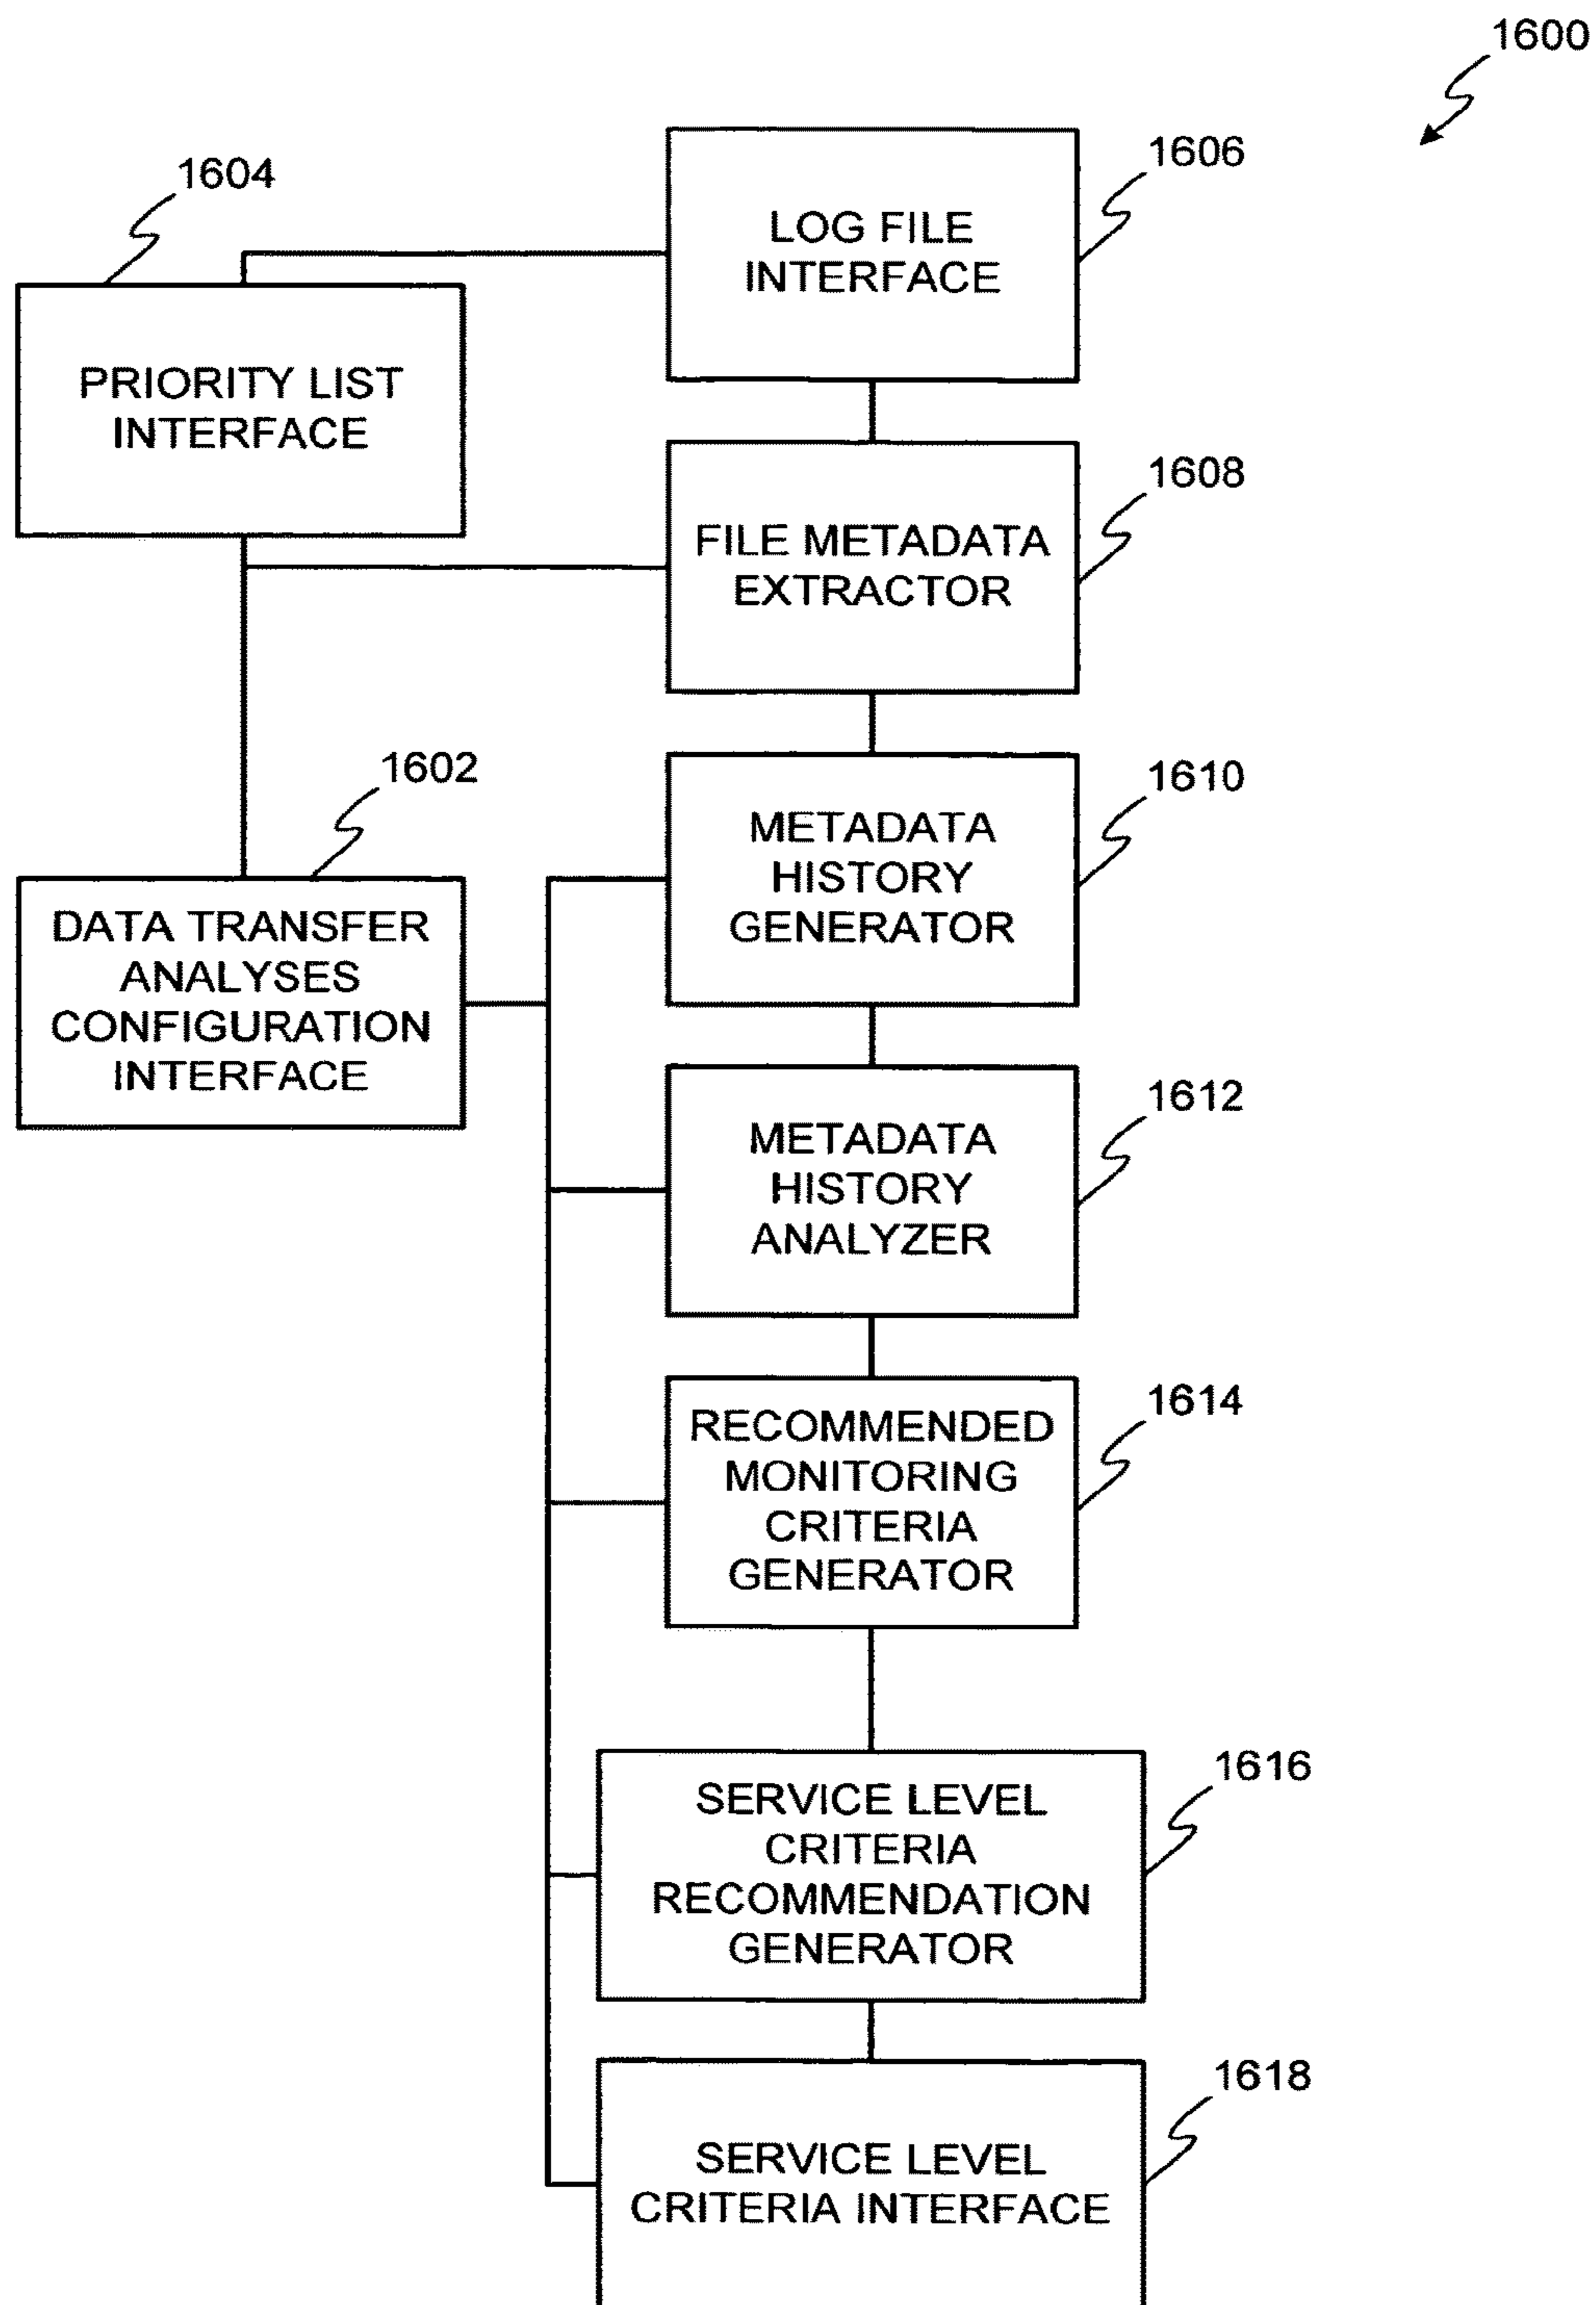 1600
1604
1606
LOG FILE
INTERFACE
PRIORITY LIST
INTERFACE
1608
FILE METADATA
EXTRACTOR
1602
1610
METADATA
HISTORY
GENERATOR
DATA TRANSFER
ANALYSES
CONFIGURATION
INTERFACE
1612
METADATA
HISTORY
ANALYZER
1614
RECOMMENDED
MONITORING
CRITERIA
GENERATOR
1616
SERVICE LEVEL
CRITERIA
RECOMMENDATION
GENERATOR
1618
SERVICE LEVEL
CRITERIA INTERFACE